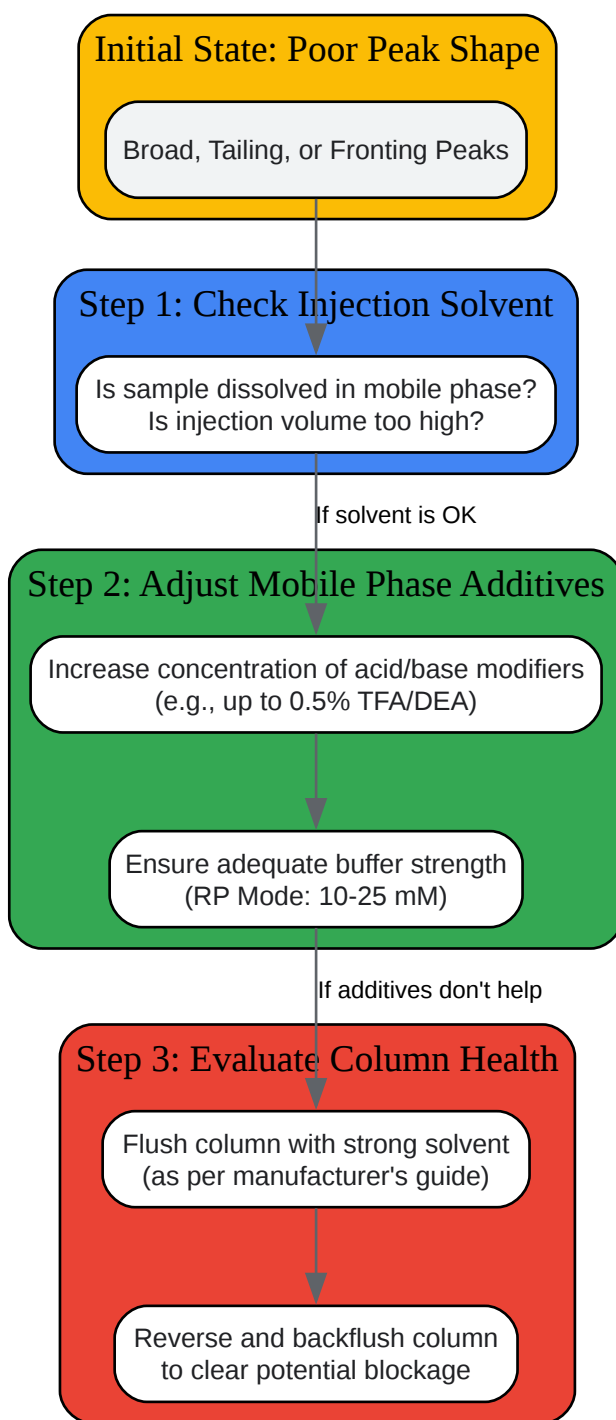 Initial State: Poor Peak Shape
Broad, Tailing, or Fronting Peaks
Step 1: Check Injection Solvent
Is sample dissolved in mobile phase?
Is injection volume too high?
If solvent is OK
Step 2: Adjust Mobile Phase Additives
Increase concentration of acid/base modifiers
(e.g., up to 0.5% TFA/DEA)
Ensure adequate buffer strength
(RP Mode: 10-25 mM)
If additives don't help
Step 3: Evaluate Column Health
Flush column with strong solvent
(as per manufacturer's guide)
Reverse and backflush column
to clear potential blockage